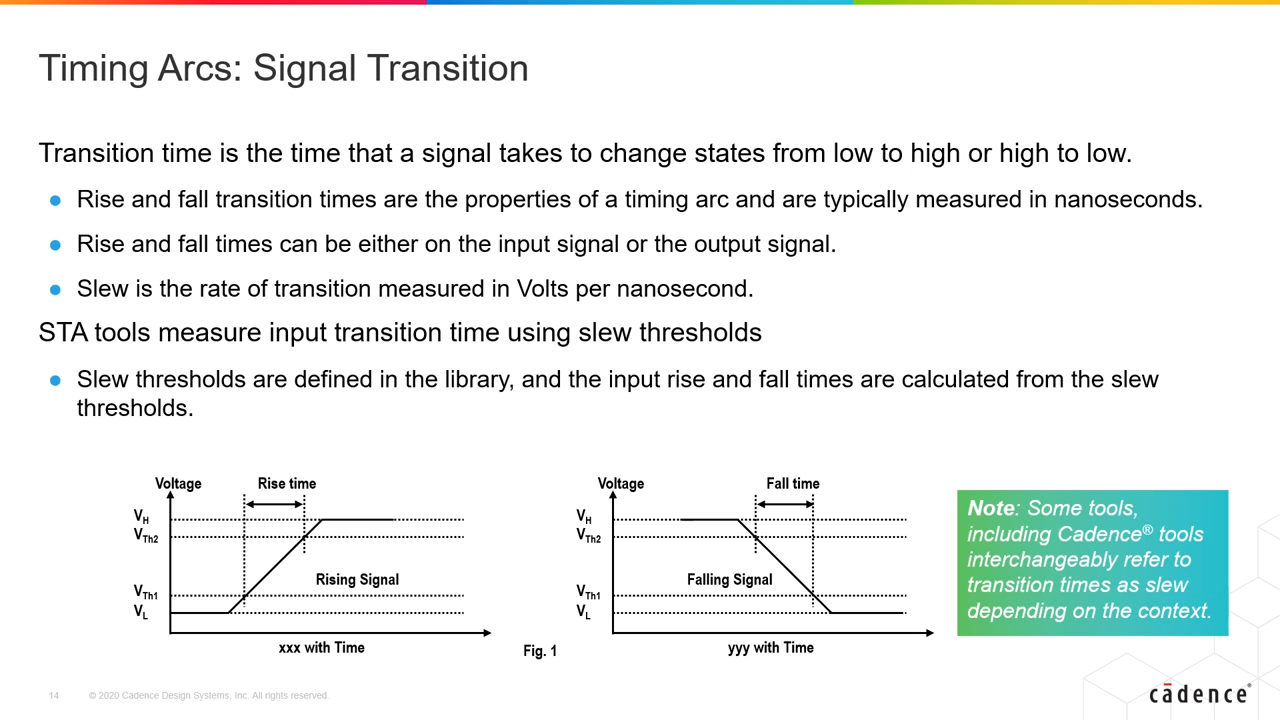 Timing Arcs: Signal Transition
Transition time is the time that a signal takes to change states from low to high or high to low.
● Rise and fall transition times are the properties of a timing arc and are typically measured in nanoseconds.
● Rise and fall times can be either on the input signal or the output signal.
● Slew is the rate of transition measured in Volts per nanosecond.
STA tools measure input transition time using slew thresholds
● Slew thresholds are defined in the library, and the input rise and fall times are calculated from the slew
thresholds.
Voltage
Rise time
VH
VTh2
Rising Signal
VTh1
VL
xxx with Time
Fig. 1
Voltage
Fall time
VH
VTh2
Falling Signal
VTh1
VL
yyy with Time
Note: Some tools,
including Cadence® tools
interchangeably refer to
transition times as slew
depending on the context.
14
© 2020 Cadence Design Systems, Inc. All rights reserved.
cādence®